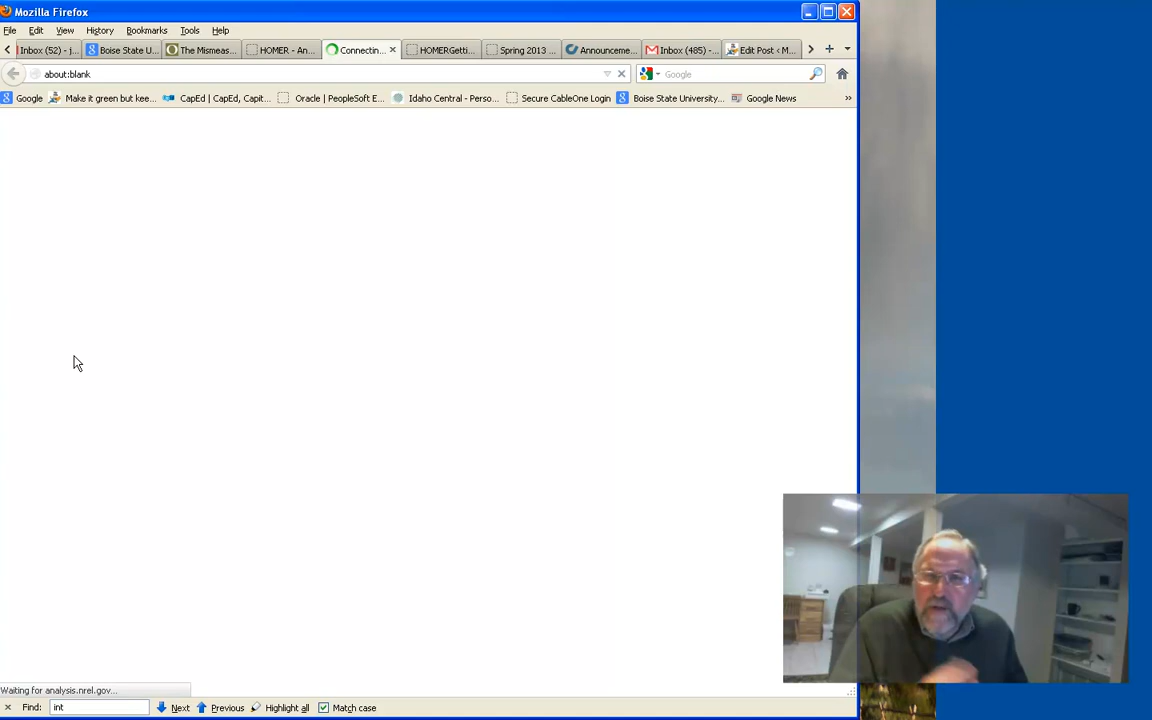 Mozilla Firefox
File Edit View History Bookmarks Tools Help
Inbox (52) - j... Boise State U... The Mismeas... HOMER - An... Connectin... HOMERGetti... Spring 2013 ... Announceme... Inbox (485) -... Edit Post ‹ M...
about:blank Google
Google Make it green but kee... CapEd | CapEd, Capit... Oracle | PeopleSoft E... Idaho Central - Perso... Secure CableOne Login Boise State University... Google News »
Waiting for analysis.nrel.gov...
Find: int Next Previous Highlight all Match case